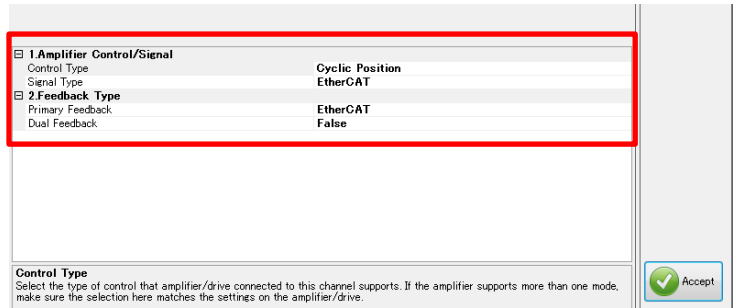 1.Amplifier Control/Signal
Control Type Cyclic Position
Signal Type EtherCAT
2.Feedback Type
Primary Feedback EtherCAT
Dual Feedback False
Control Type
Select the type of control that amplifier/drive connected to this channel supports. If the amplifier supports more than one mode,
make sure the selection here matches the settings on the amplifier/drive.
Accept